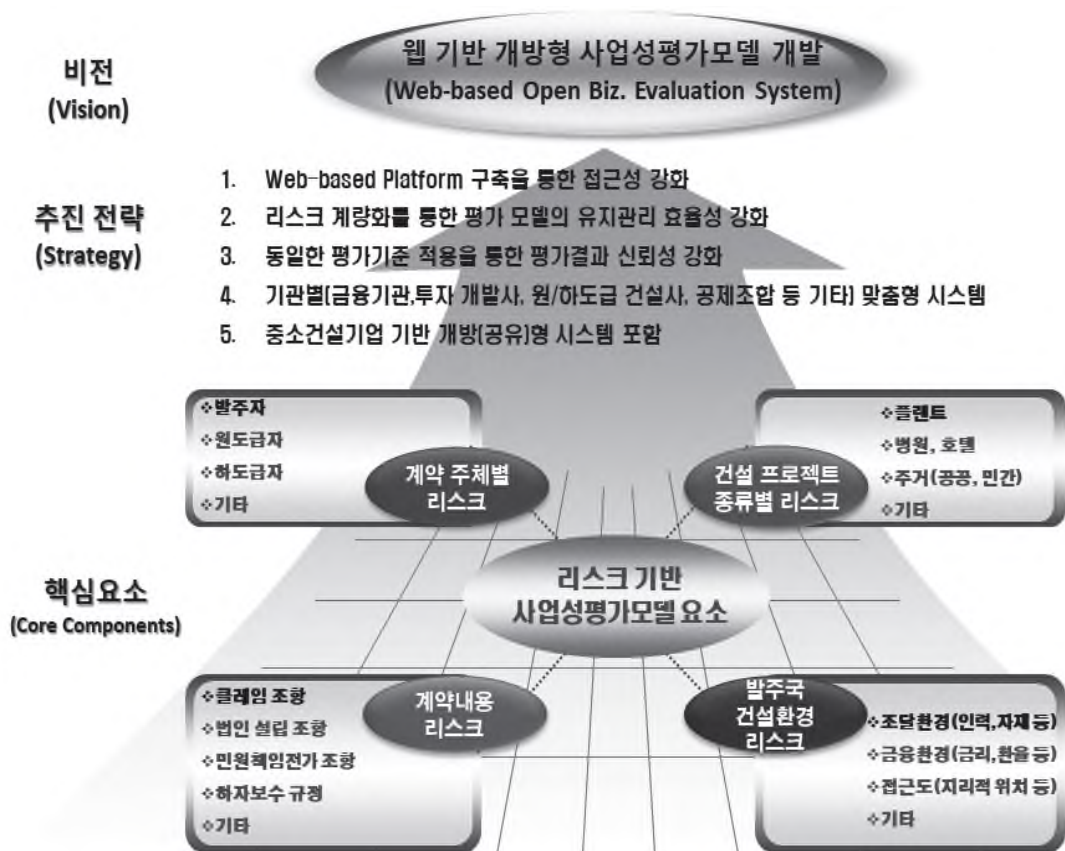 웹 기반 개방형 사업성평가모델 개발
(Web-based Open Biz. Evaluation System)
비전
(Vision)
추진 전략
(Strategy)
1. Web-based Platform 구축을 통한 접근성 강화
2. 리스크 계량화를 통한 평가 모델의 유지관리 효율성 강화
3. 동일한 평가기준 적용을 통한 평가결과 신뢰성 강화
4. 기관별(금융기관,투자 개발사, 원/하도급 건설사, 공제조합 등 기타) 맞춤형 시스템
5. 중소건설기업 기반 개방(공유)형 시스템 포함
❖발주자
❖원도급자
❖하도급자
❖기타
계약 주체별
리스크
❖플랜트
❖병원, 호텔
❖주거(공공, 민간)
❖기타
건설 프로젝트
종류별 리스크
핵심요소
(Core Components)
리스크 기반
사업성평가모델 요소
❖클레임 조항
❖법인 설립 조항
❖민원책임전가 조항
❖하자보수 규정
❖기타
계약내용
리스크
발주국
건설환경
리스크
❖조달환경(인력,자재 등)
❖금융환경(금리,환율 등)
❖접근도(지리적 위치 등)
❖기타